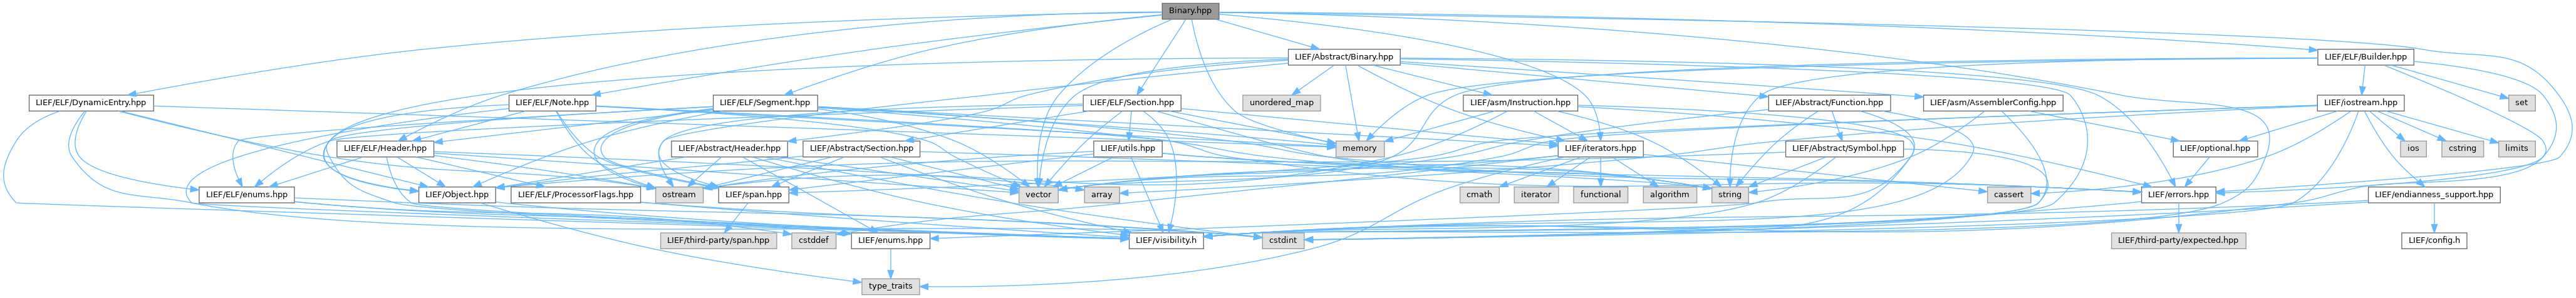 Binary.hpp
LIEF/Abstract/Binary.hpp
LIEF/ELF/Builder.hpp
LIEF/ELF/DynamicEntry.hpp
LIEF/ELF/Note.hpp
LIEF/ELF/Segment.hpp
LIEF/ELF/Section.hpp
unordered_map
LIEF/asm/Instruction.hpp
LIEF/Abstract/Function.hpp
LIEF/asm/AssemblerConfig.hpp
LIEF/iostream.hpp
set
LIEF/ELF/Header.hpp
LIEF/Abstract/Header.hpp
LIEF/Abstract/Section.hpp
LIEF/utils.hpp
memory
LIEF/iterators.hpp
LIEF/Abstract/Symbol.hpp
LIEF/optional.hpp
ios
cstring
limits
LIEF/ELF/enums.hpp
LIEF/Object.hpp
LIEF/ELF/ProcessorFlags.hpp
ostream
LIEF/span.hpp
vector
array
cmath
iterator
functional
algorithm
string
cassert
LIEF/errors.hpp
LIEF/endianness_support.hpp
LIEF/third-party/span.hpp
cstddef
LIEF/enums.hpp
LIEF/visibility.h
cstdint
LIEF/third-party/expected.hpp
LIEF/config.h
type_traits